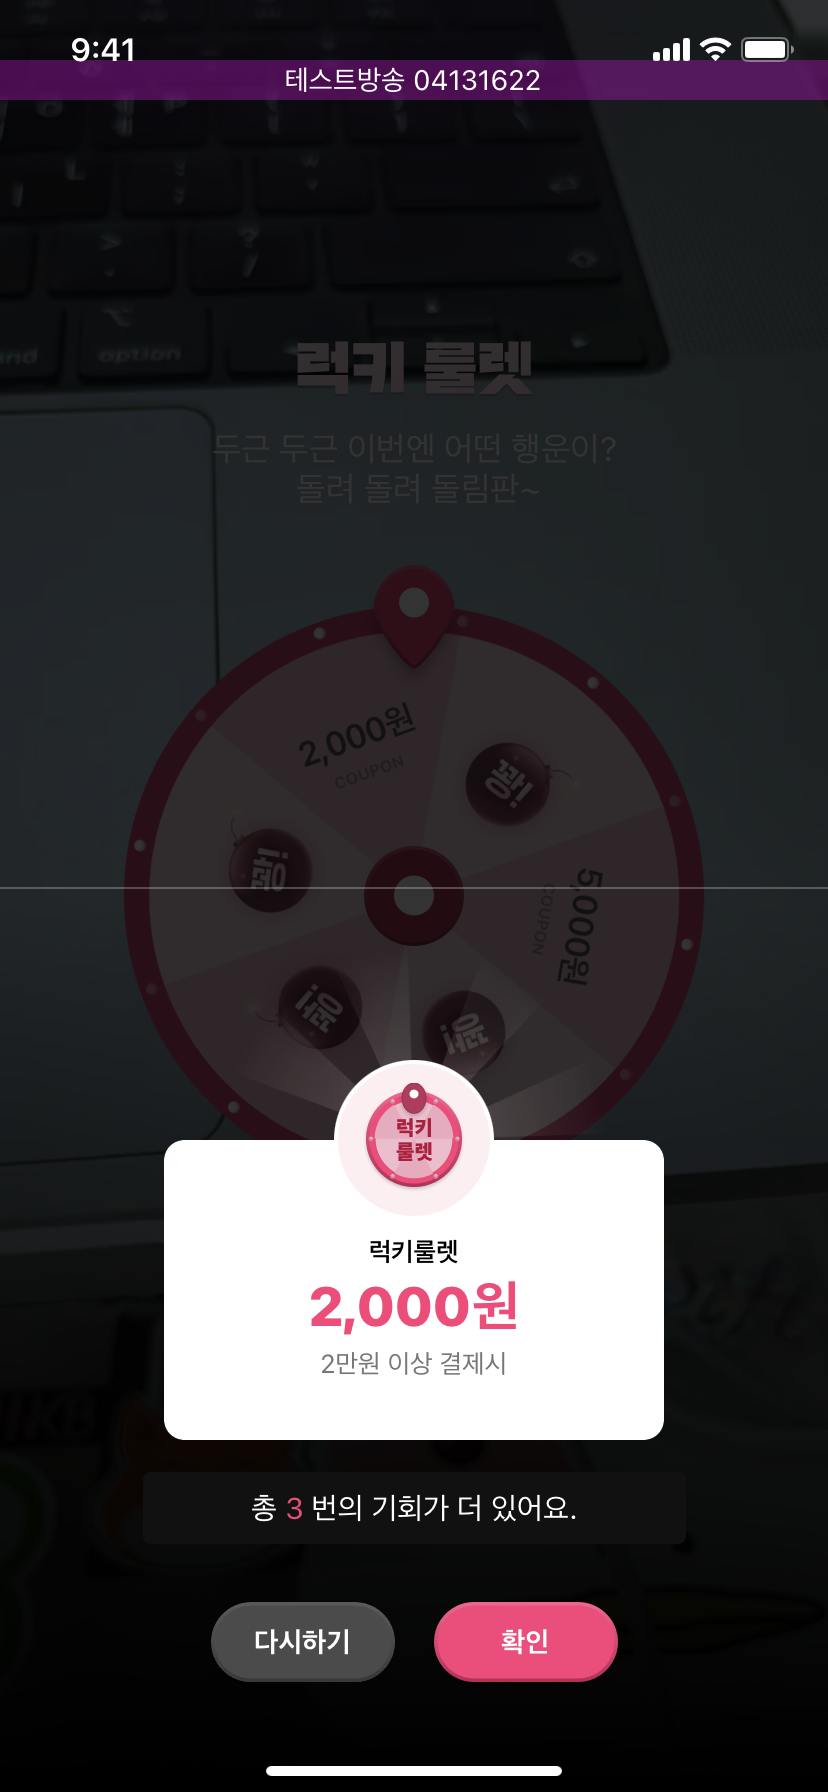 9:41
테스트방송 04131622
럭키 룰렛
두근 두근 이번엔 어떤 행운이?
돌려 돌려 돌림판~
2,000원
COUPON
꽝!
5,000원
COUPON
꽝!
꽝!
꽝!
럭키
룰렛
럭키룰렛
2,000원
2만원 이상 결제시
총 3 번의 기회가 더 있어요.
다시하기
확인
option